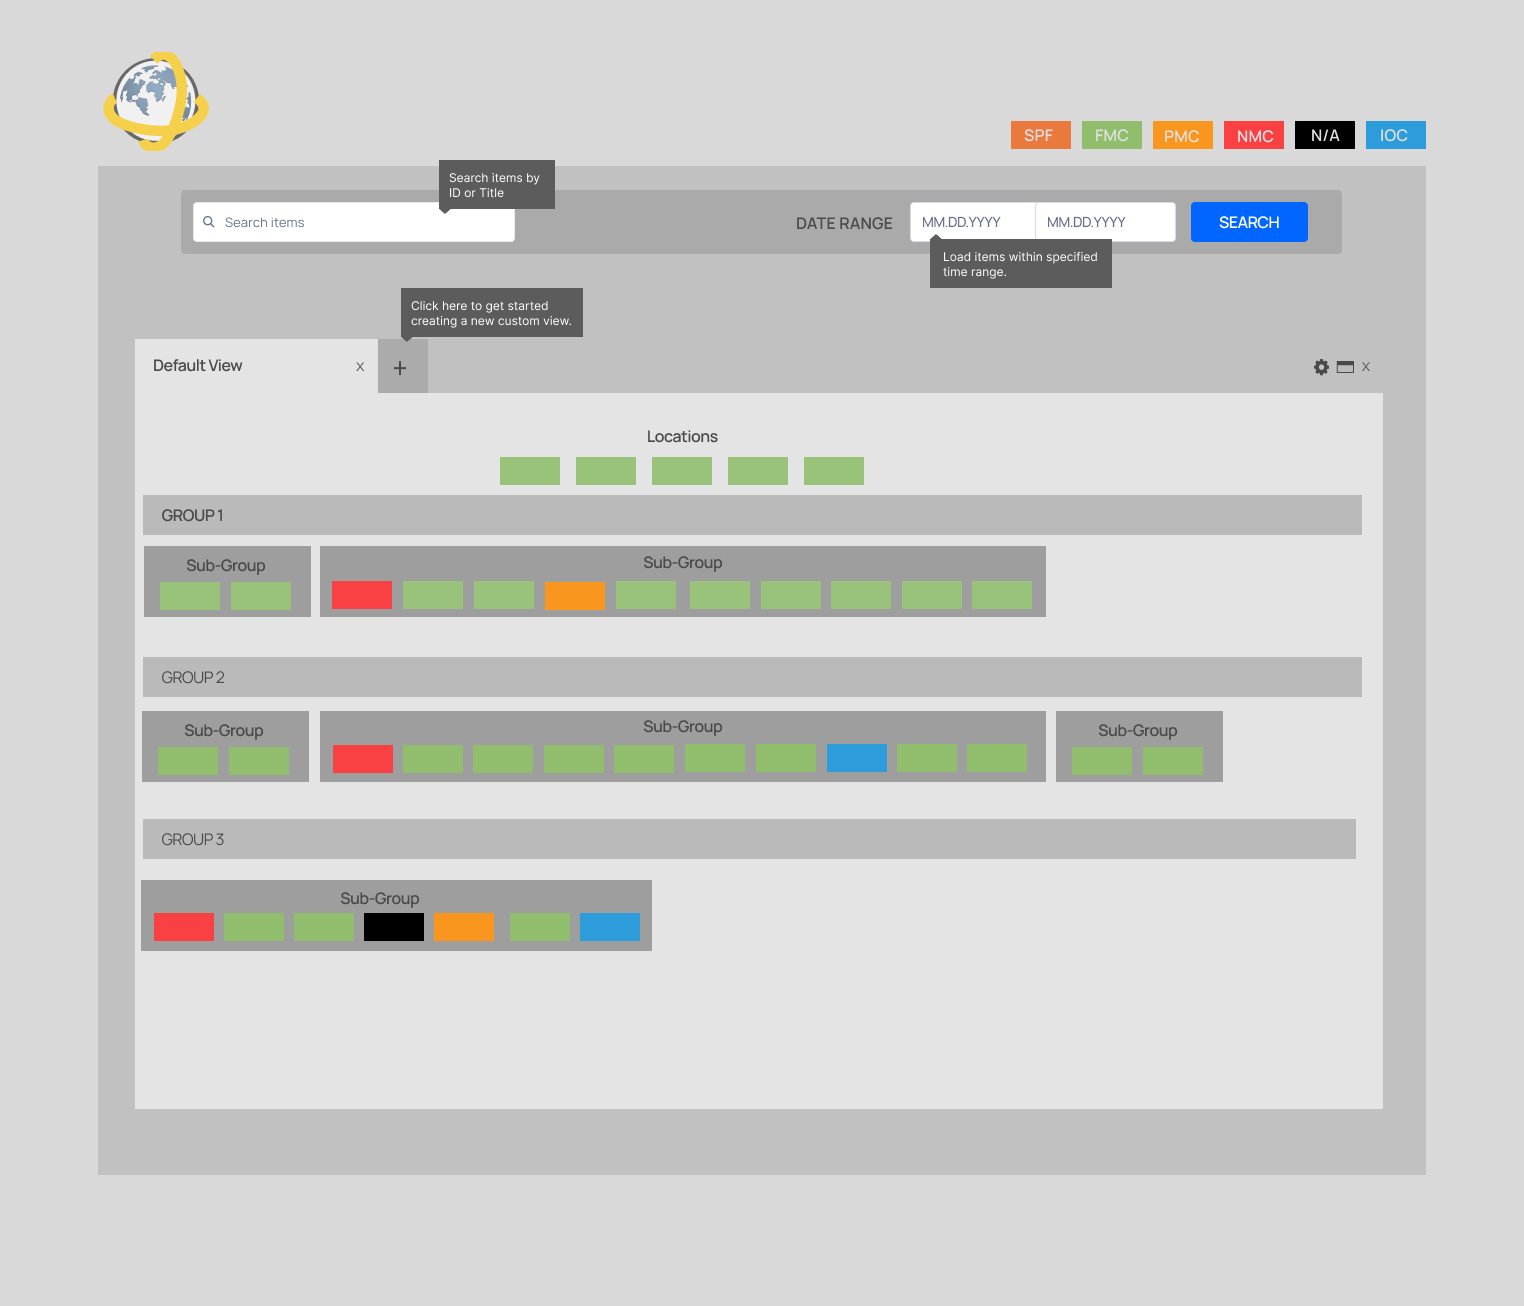 SPF FMC PMC NMC N/A IOC
Search items by
ID or Title
Search items
DATE RANGE
MM.DD.YYYY MM.DD.YYYY
SEARCH
Load items within specified
time range.
Click here to get started
creating a new custom view.
Default View
X
+
X
Locations
GROUP 1
Sub-Group
Sub-Group
GROUP 2
Sub-Group
Sub-Group
Sub-Group
GROUP 3
Sub-Group